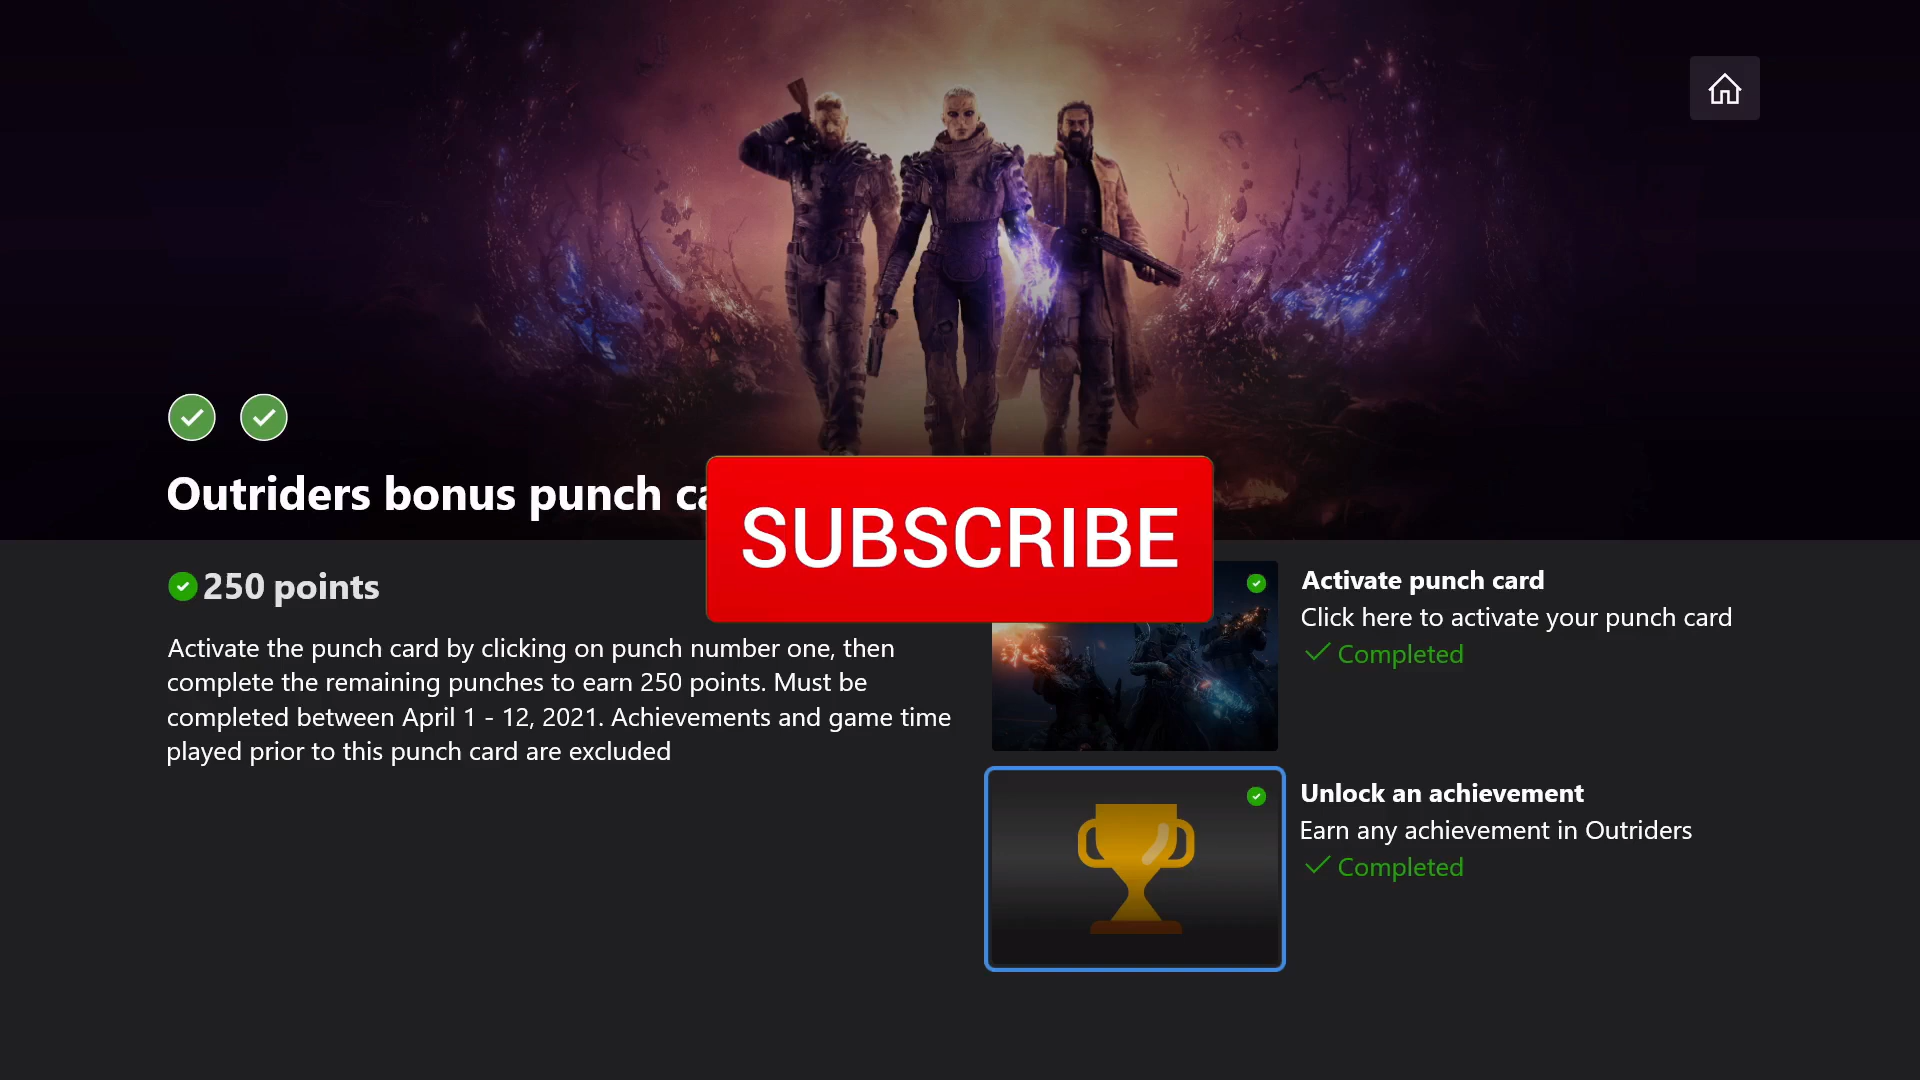 Outriders bonus punch
SUBSCRIBE
250 points
Activate the punch card by clicking on punch number one, then
complete the remaining punches to earn 250 points. Must be
completed between April 1 - 12, 2021. Achievements and game time
played prior to this punch card are excluded
Activate punch card
Click here to activate your punch card
Completed
Unlock an achievement
Earn any achievement in Outriders
Completed